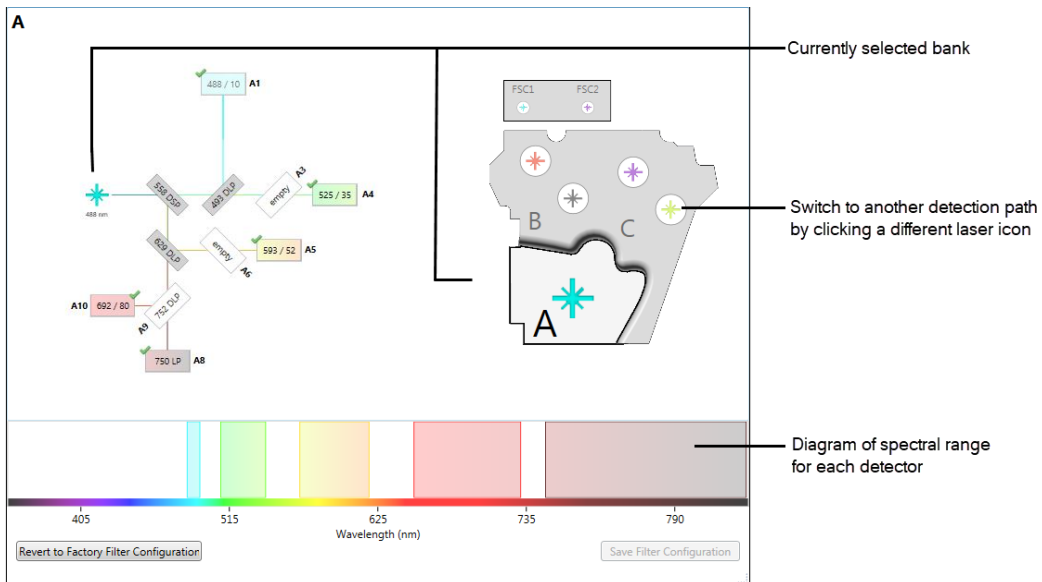 A
Currently selected bank
488 / 10 A1
FSC1 FSC2
558 DSP
493 DLP
empty
A3
525 / 35 A4
488 nm
Switch to another detection path
by clicking a different laser icon
B
C
629 DLP
empty
A6
593 / 52 A5
A10 692 / 80
752 DLP
A9
750 LP A8
A
Diagram of spectral range
for each detector
405 515 625 735 790
Wavelength (nm)
Revert to Factory Filter Configuration
Save Filter Configuration